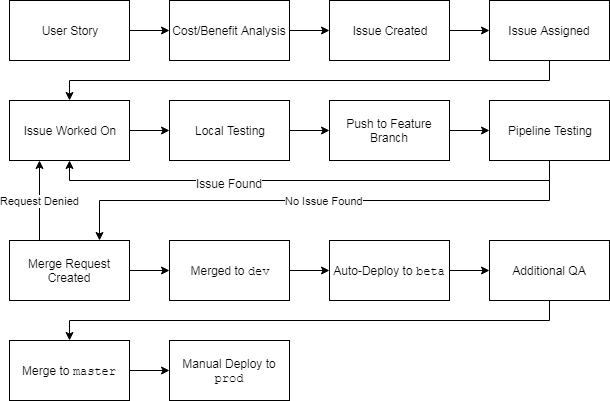 User Story
Cost/Benefit Analysis
Issue Created
Issue Assigned
Issue Worked On
Local Testing
Push to Feature
Branch
Pipeline Testing
Issue Found
Request Denied
No Issue Found
Merge Request
Created
Merged to dev
Auto-Deploy to beta
Additional QA
Merge to master
Manual Deploy to
prod